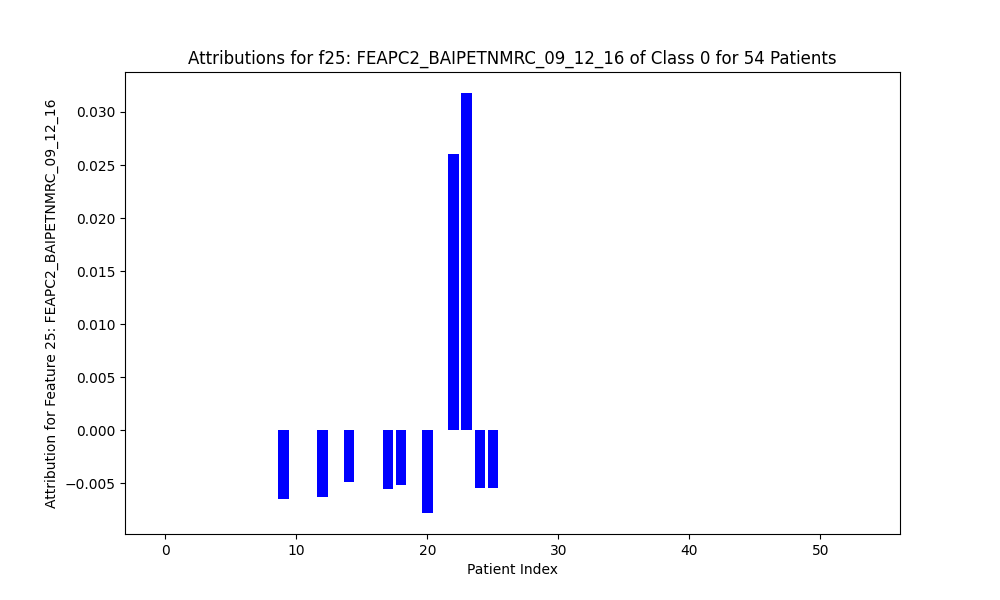 Attributions for f25: FEAPC2_BAIPETNMRC_09_12_16 of Class 0 for 54 Patients
Attribution for Feature 25: FEAPC2_BAIPETNMRC_09_12_16
0.030
0.025
0.020
0.015
0.010
0.005
0.000
−0.005
0 10 20 30 40 50
Patient Index